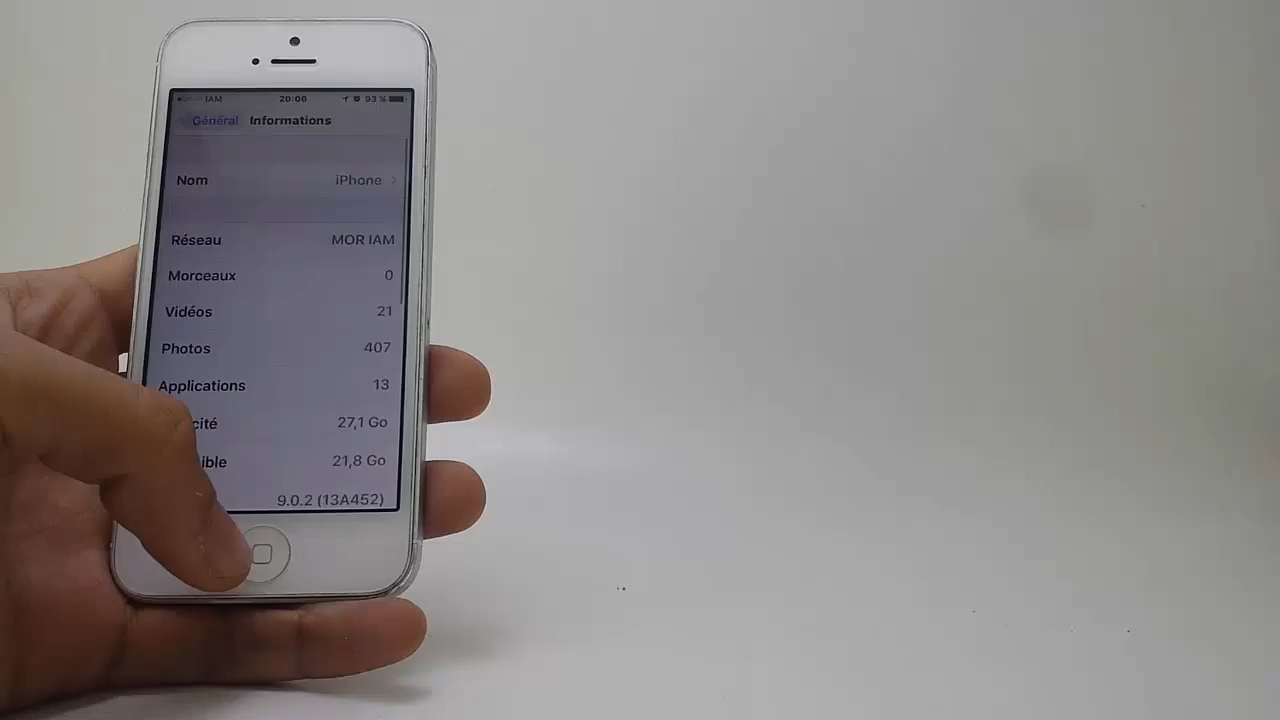 IAM 20:06 93 %
Général Informations
Nom iPhone
Réseau MOR IAM
Morceaux 0
Vidéos 21
Photos 407
Applications 13
cité 27,1 Go
ible 21,8 Go
9.0.2 (13A452)